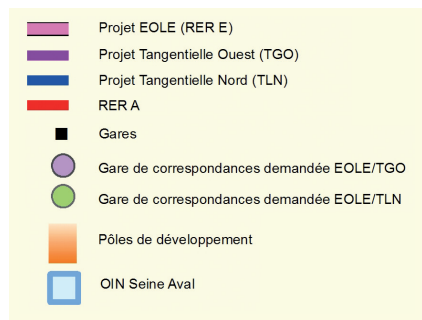 Projet EOLE (RER E)
Projet Tangentielle Ouest (TGO)
Projet Tangentielle Nord (TLN)
RER A
Gares
Gare de correspondances demandée EOLE/TGO
Gare de correspondances demandée EOLE/TLN
Pôles de développement
OIN Seine Aval